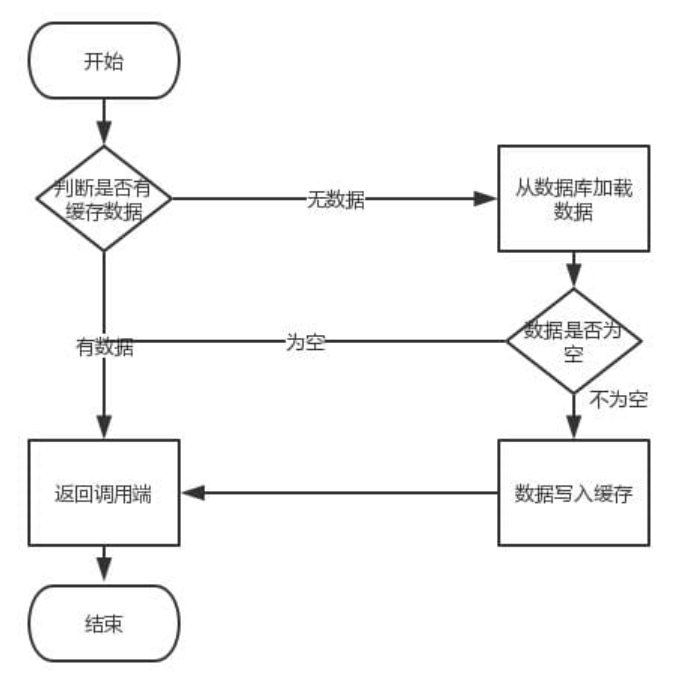 开始
判断是否有
缓存数据
无数据
从数据库加载
数据
有数据
为空
数据是否为
空
不为空
返回调用端
数据写入缓存
结束